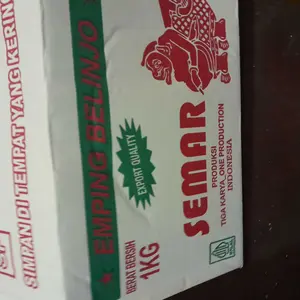 SIMPAN DI TEMPAT YANG KERING
EMPING BELINJO
EXPORT QUALITY
BERAT BERSIH
1KG
SEMAR
PRODUKSI
TIGA KARYA, ONE PRODUCTION
INDONESIA